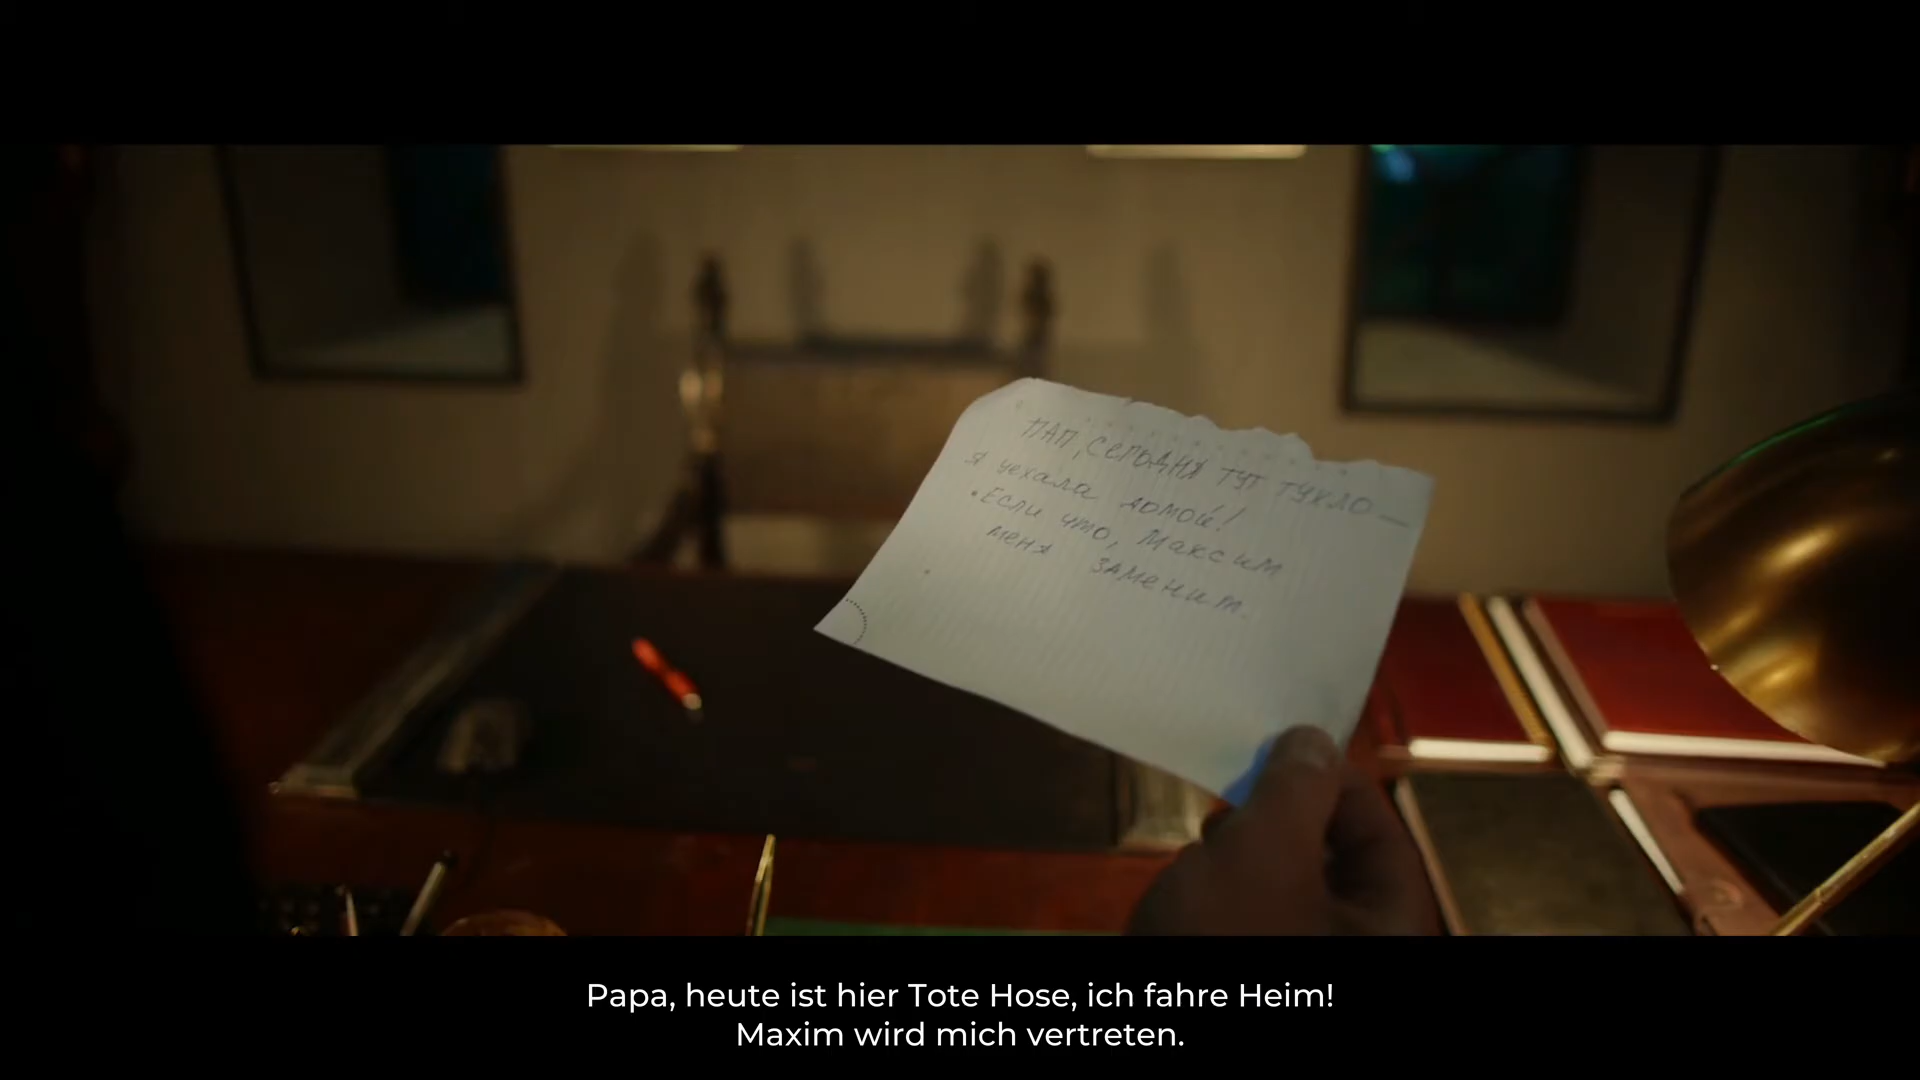 ПАП, СЕГОДНЯ ТУТ ТУХЛО —
я уехала домой!
Если что, Максим
меня заменит.
Papa, heute ist hier Tote Hose, ich fahre Heim!
Maxim wird mich vertreten.